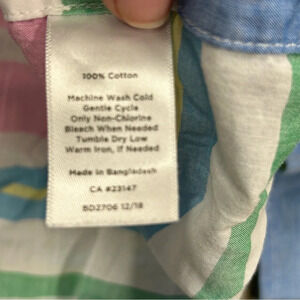 100% Cotton
Machine Wash Cold
Gentle Cycle
Only Non-Chlorine
Bleach When Needed
Tumble Dry Low
Warm Iron, If Needed
Made in Bangladesh
CA #23147
BD2706 12/18